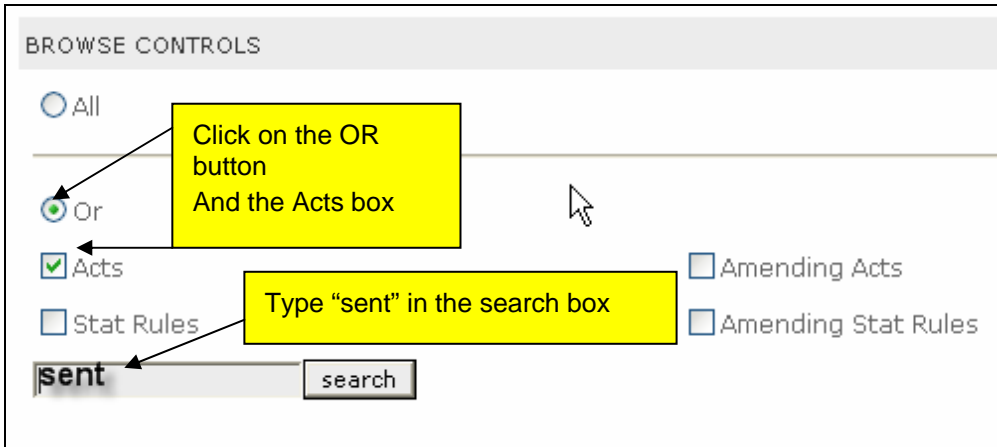 BROWSE CONTROLS
All
Click on the OR
button
And the Acts box
Or
Acts
Amending Acts
Type “sent” in the search box
Stat Rules
Amending Stat Rules
sent
search